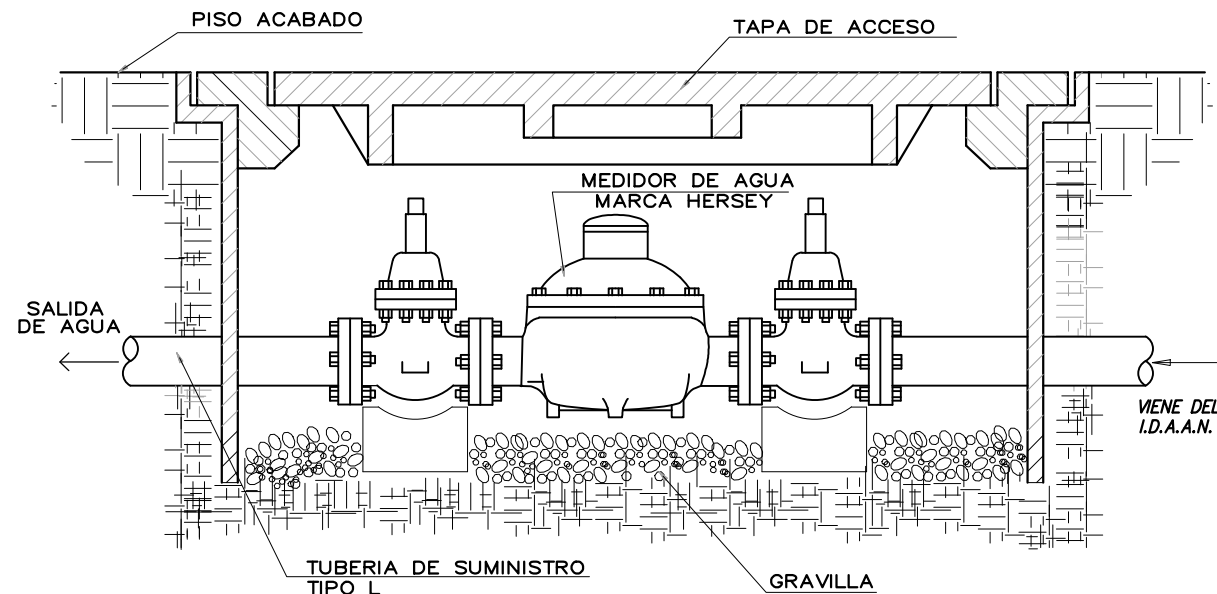 PISO ACABADO
TAPA DE ACCESO
MEDIDOR DE AGUA
MARCA HERSEY
SALIDA
DE AGUA
VIENE DEL
I.D.A.A.N.
TUBERIA DE SUMINISTRO
TIPO L
GRAVILLA